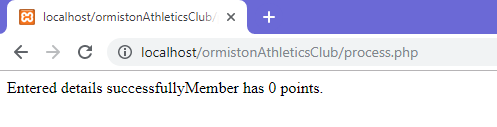 localhost/ormistonAthleticsClub/
localhost/ormistonAthleticsClub/process.php
Entered details successfullyMember has 0 points.